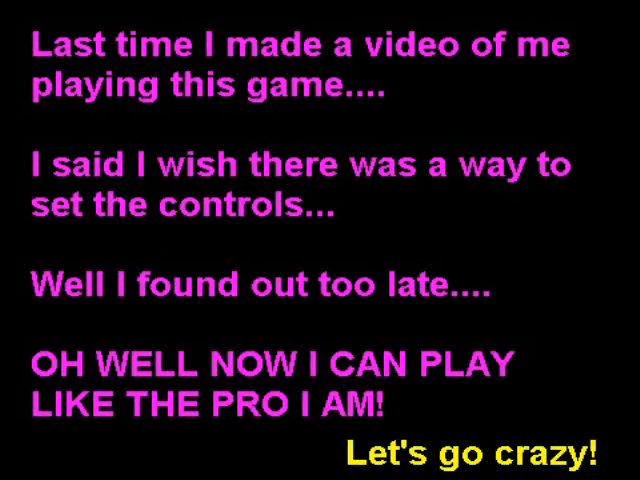 Last time I made a video of me
playing this game....
I said I wish there was a way to
set the controls...
Well I found out too late....
OH WELL NOW I CAN PLAY
LIKE THE PRO I AM!
Let's go crazy!